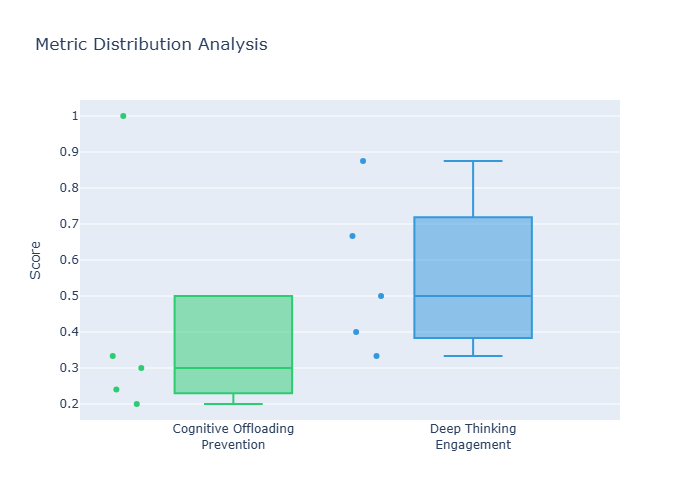 Metric Distribution Analysis
1
0.9
0.8
0.7
0.6
0.5
0.4
0.3
0.2
Score
Cognitive Offloading
Prevention
Deep Thinking
Engagement